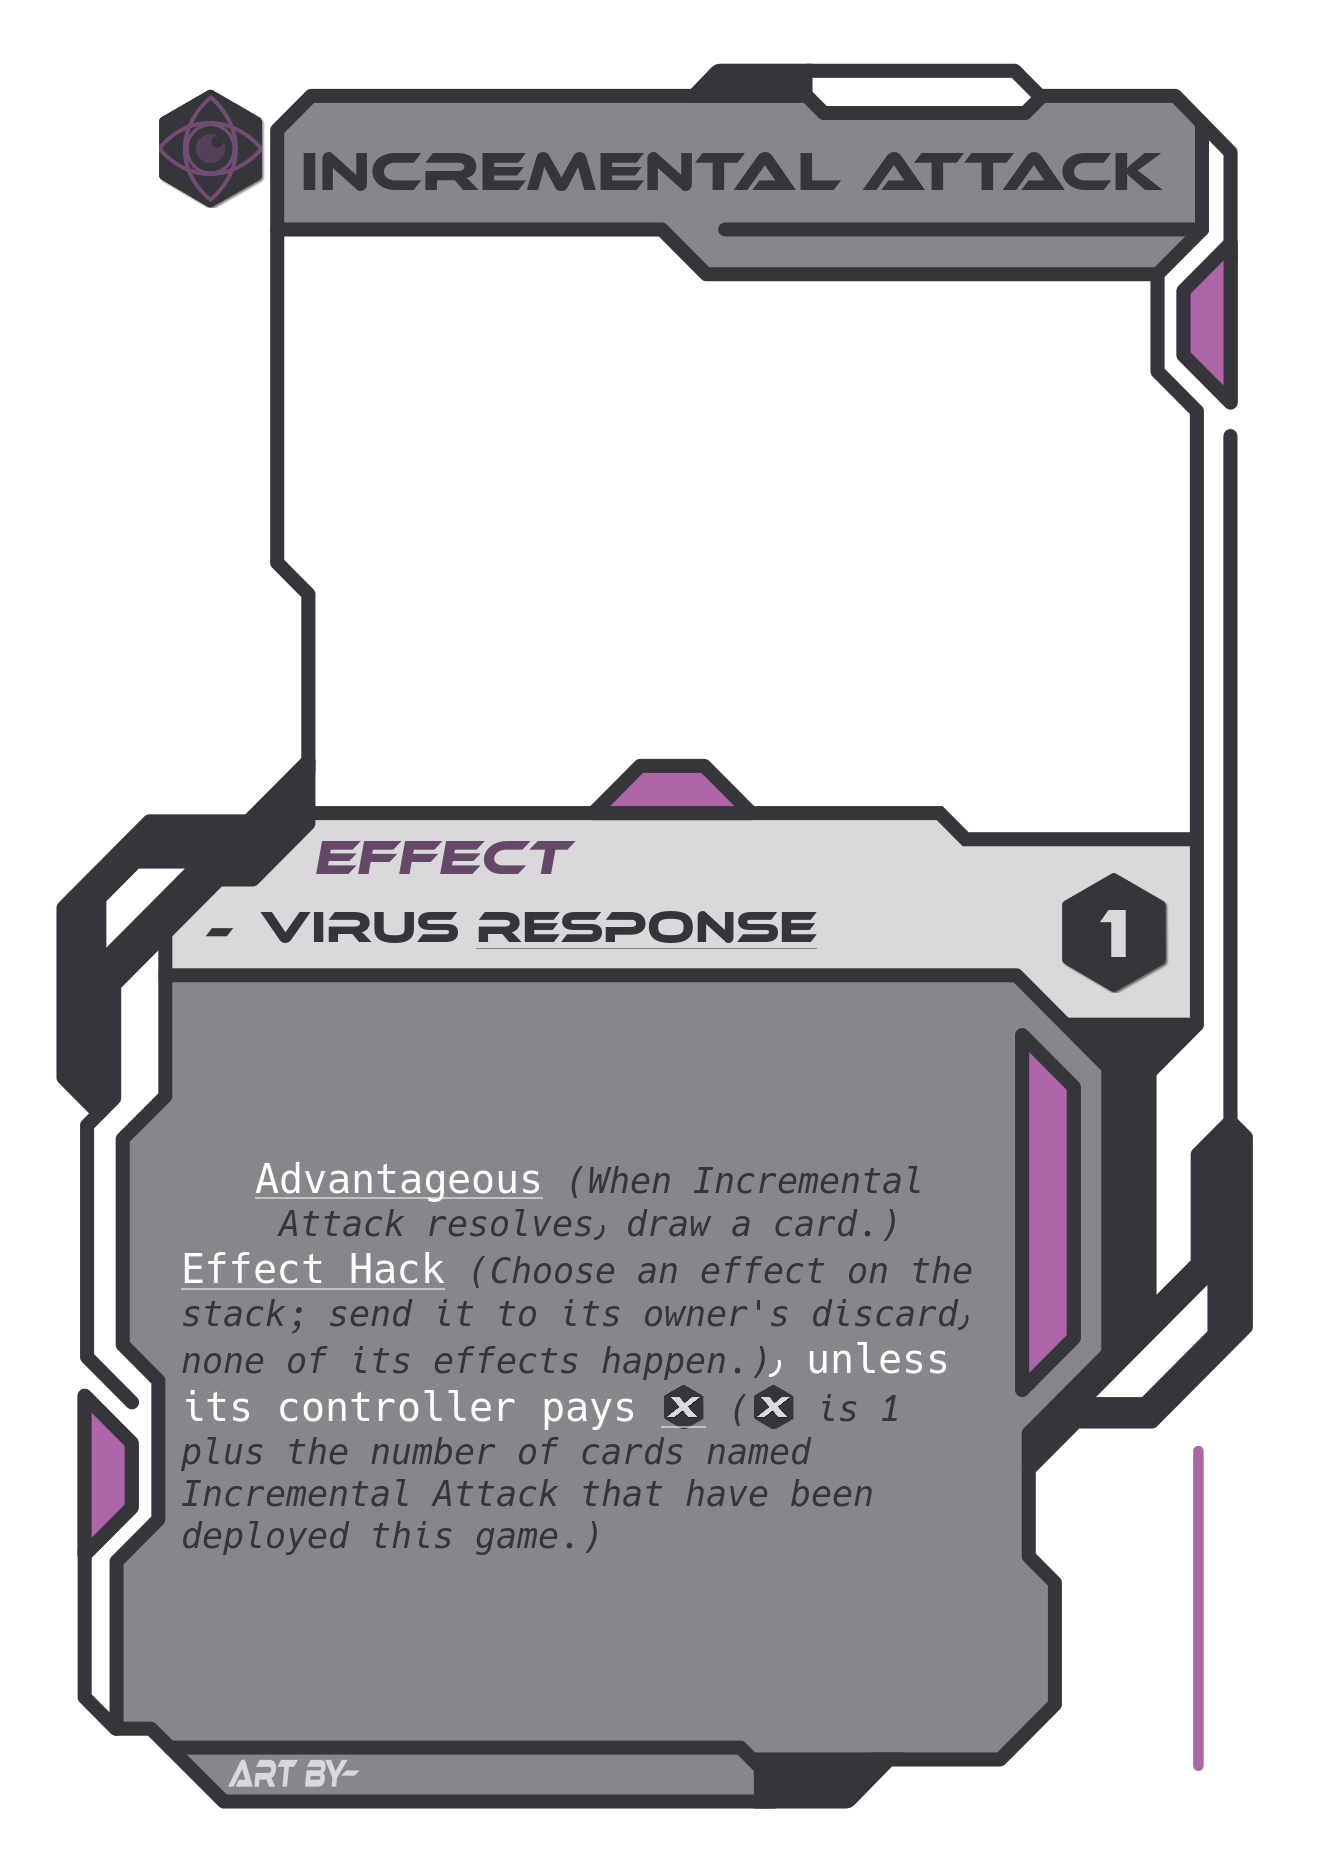 INCREMENTAL ATTACK
EFFECT
- VIRUS RESPONSE
1
Advantageous (When Incremental
Attack resolves, draw a card.)
Effect Hack (Choose an effect on the
stack; send it to its owner's discard,
none of its effects happen.), unless
its controller pays X (X is 1
plus the number of cards named
Incremental Attack that have been
deployed this game.)
ART BY-